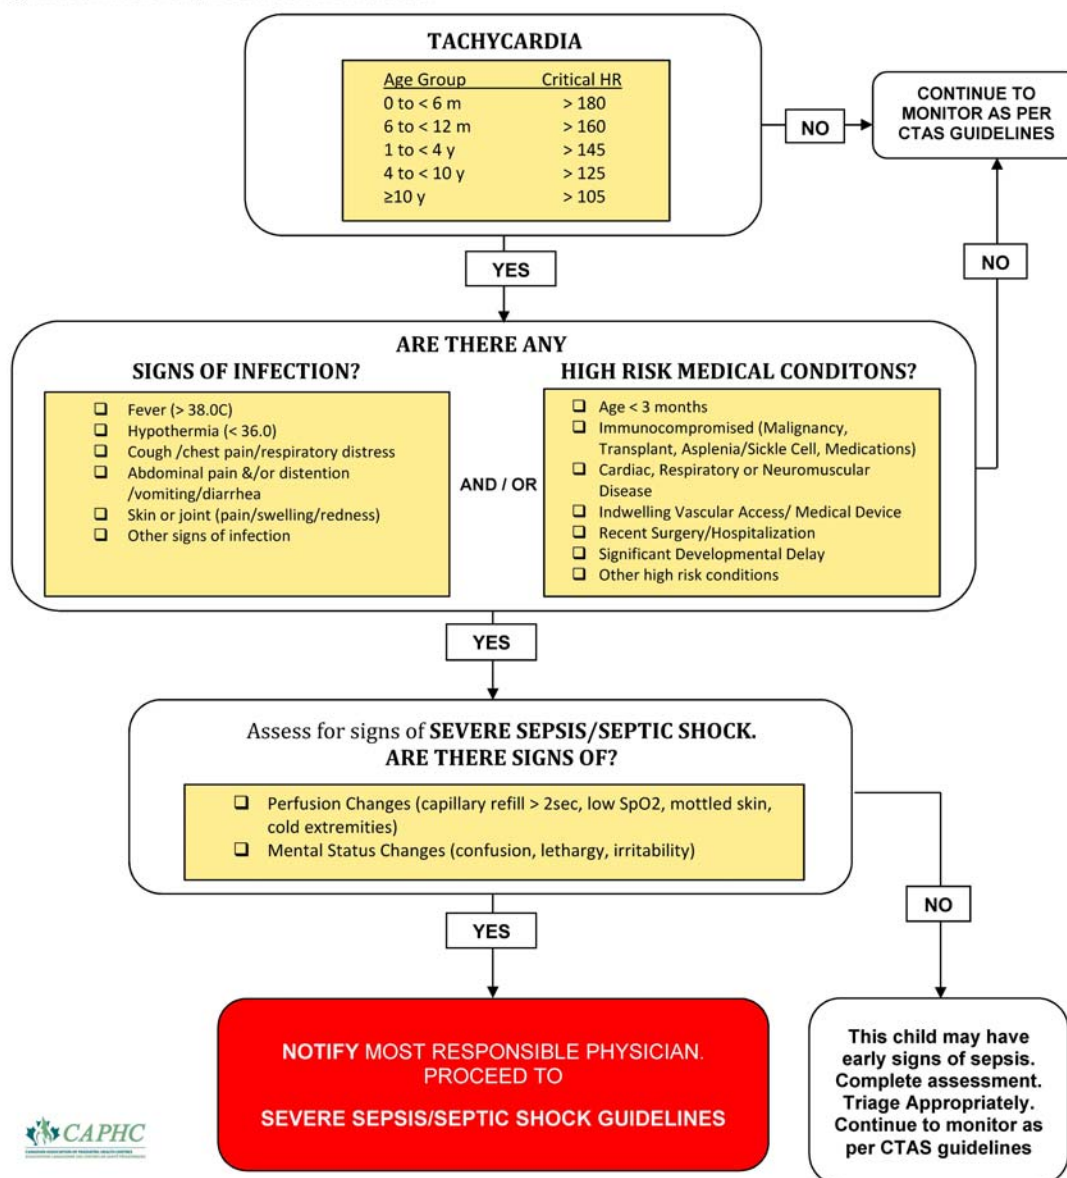 TACHYCARDIA
Age Group Critical HR
0 to < 6 m > 180
6 to < 12 m > 160
1 to < 4 y > 145
4 to < 10 y > 125
≥10 y > 105
NO
CONTINUE TO
MONITOR AS PER
CTAS GUIDELINES
YES
NO
ARE THERE ANY
SIGNS OF INFECTION?
❑ Fever (> 38.0C)
❑ Hypothermia (< 36.0)
❑ Cough /chest pain/respiratory distress
❑ Abdominal pain &/or distention
/vomiting/diarrhea
❑ Skin or joint (pain/swelling/redness)
❑ Other signs of infection
AND / OR
HIGH RISK MEDICAL CONDITONS?
❑ Age < 3 months
❑ Immunocompromised (Malignancy,
Transplant, Asplenia/Sickle Cell, Medications)
❑ Cardiac, Respiratory or Neuromuscular
Disease
❑ Indwelling Vascular Access/ Medical Device
❑ Recent Surgery/Hospitalization
❑ Significant Developmental Delay
❑ Other high risk conditions
YES
Assess for signs of SEVERE SEPSIS/SEPTIC SHOCK.
ARE THERE SIGNS OF?
❑ Perfusion Changes (capillary refill > 2sec, low SpO2, mottled skin,
cold extremities)
❑ Mental Status Changes (confusion, lethargy, irritability)
YES
NO
NOTIFY MOST RESPONSIBLE PHYSICIAN.
PROCEED TO
SEVERE SEPSIS/SEPTIC SHOCK GUIDELINES
This child may have
early signs of sepsis.
Complete assessment.
Triage Appropriately.
Continue to monitor as
per CTAS guidelines
CAPHC
CANADIAN ASSOCIATION OF PAEDIATRIC HEALTH CENTRES